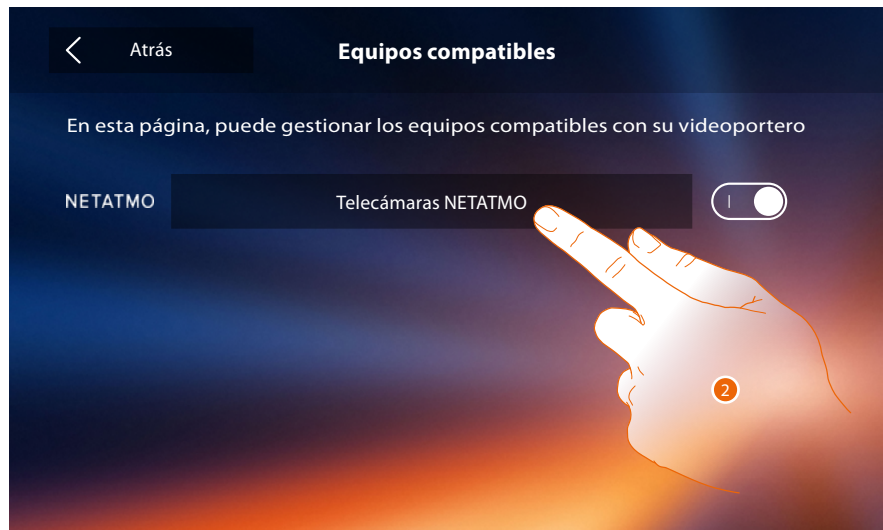 Atrás
Equipos compatibles
En esta página, puede gestionar los equipos compatibles con su videoportero
NETATMO
Telecámaras NETATMO
2